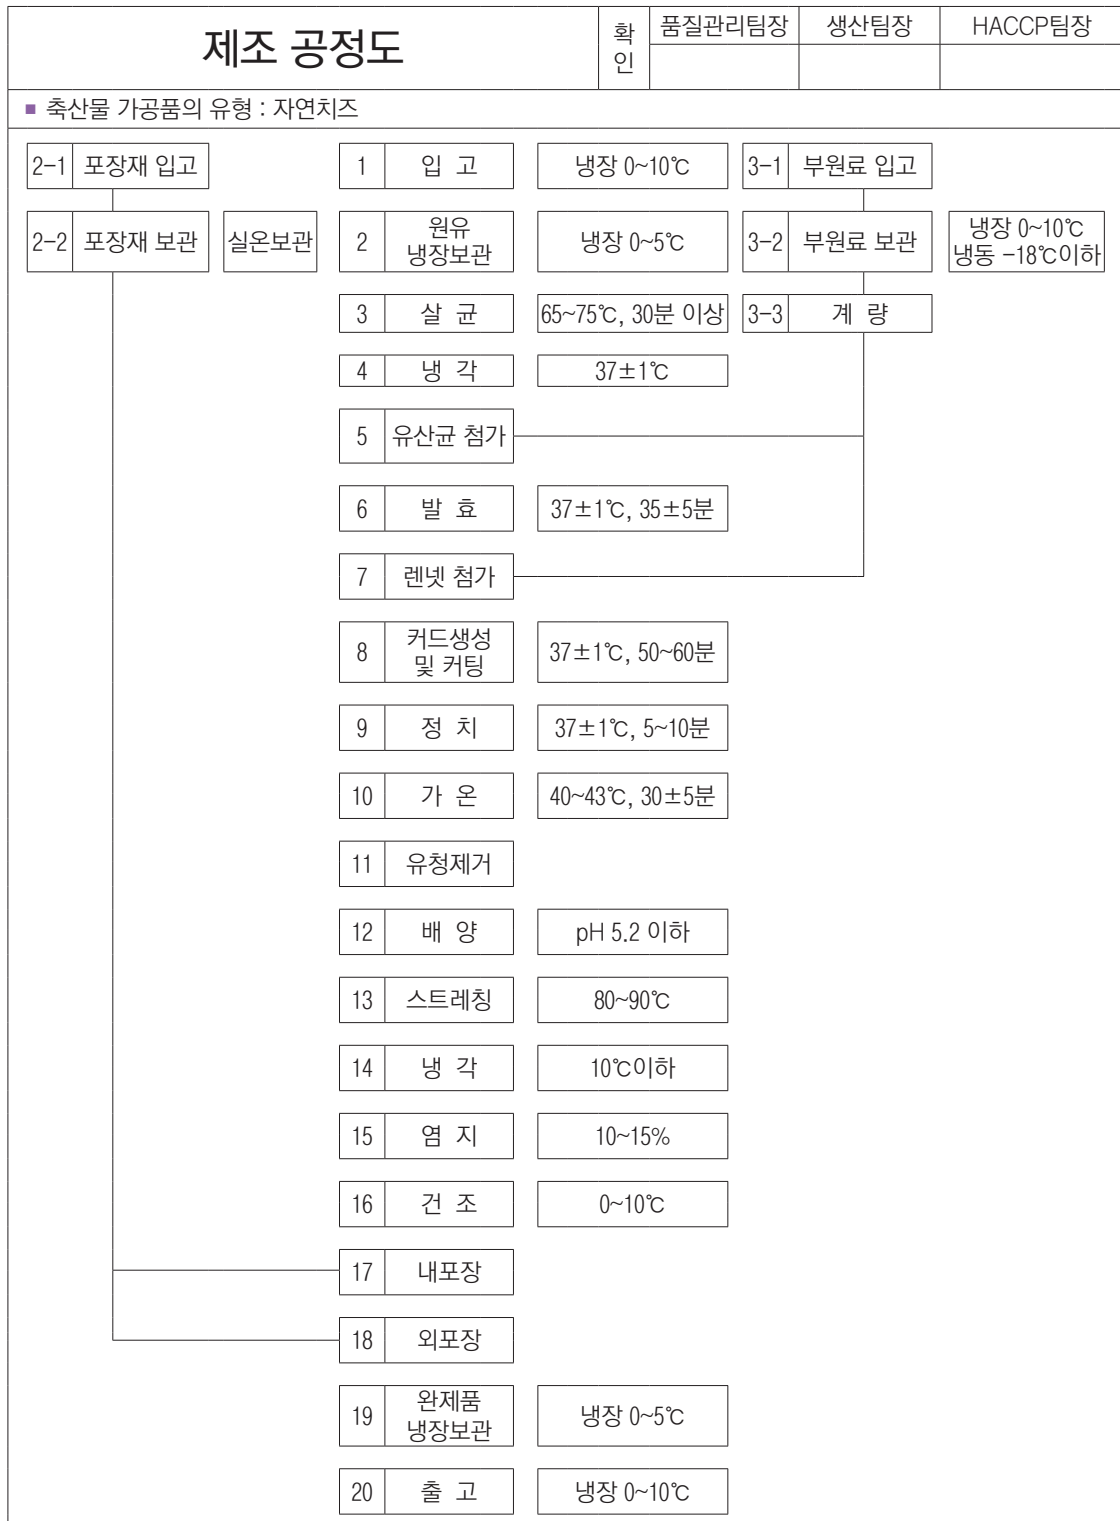 제조 공정도
확인
품질관리팀장 생산팀장 HACCP팀장
■ 축산물 가공품의 유형 : 자연치즈
2-1 포장재 입고 1 입 고 냉장 0~10℃ 3-1 부원료 입고
2-2 포장재 보관 실온보관 2 원유 냉장보관 냉장 0~5℃ 3-2 부원료 보관 냉장 0~10℃ 냉동 -18℃이하
3 살 균 65~75℃, 30분 이상 3-3 계 량
4 냉 각 37±1℃
5 유산균 첨가
6 발 효 37±1℃, 35±5분
7 렌넷 첨가
8 커드생성 및 커팅 37±1℃, 50~60분
9 정 치 37±1℃, 5~10분
10 가 온 40~43℃, 30±5분
11 유청제거
12 배 양 pH 5.2 이하
13 스트레칭 80~90℃
14 냉 각 10℃이하
15 염 지 10~15%
16 건 조 0~10℃
17 내포장
18 외포장
19 완제품 냉장보관 냉장 0~5℃
20 출 고 냉장 0~10℃